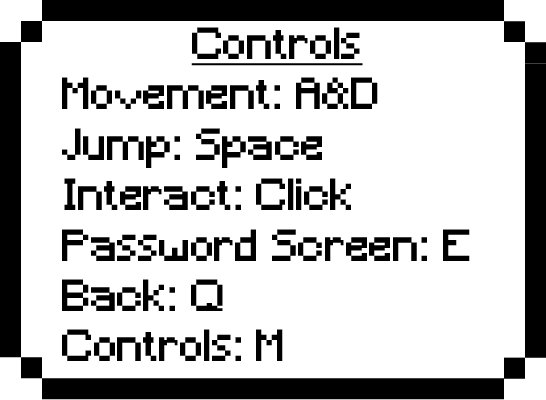 Controls
Movement: A&D
Jump: Space
Interact: Click
Password Screen: E
Back: Q
Controls: M